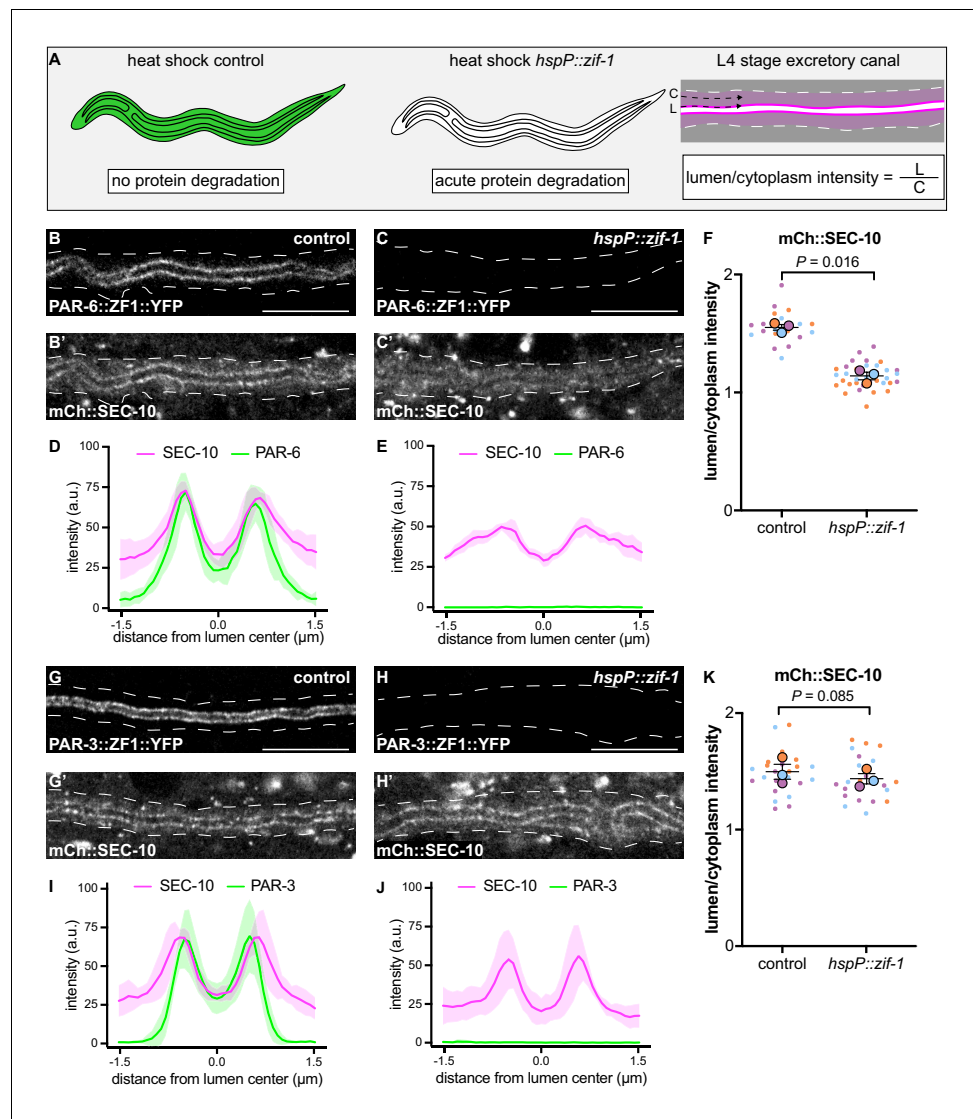 A
heat shock control
heat shock hspP::zif-1
L4 stage excretory canal
C
L
no protein degradation
acute protein degradation
lumen/cytoplasm intensity = L
C
B
control
PAR-6::ZF1::YFP
C
hspP::zif-1
F
mCh::SEC-10
P = 0.016
2
1
0
lumen/cytoplasm intensity
control
hspP::zif-1
B'
mCh::SEC-10
C'
mCh::SEC-10
D
SEC-10
PAR-6
100
75
50
25
0
intensity (a.u.)
-1.5
0.0
1.5
distance from lumen center (μm)
E
SEC-10
PAR-6
100
75
50
25
0
intensity (a.u.)
-1.5
0.0
1.5
distance from lumen center (μm)
G
control
PAR-3::ZF1::YFP
H
hspP::zif-1
PAR-3::ZF1::YFP
K
mCh::SEC-10
P = 0.085
2
1
0
lumen/cytoplasm intensity
control
hspP::zif-1
G'
mCh::SEC-10
H'
mCh::SEC-10
I
SEC-10
PAR-3
100
75
50
25
0
intensity (a.u.)
-1.5
0.0
1.5
distance from lumen center (μm)
J
SEC-10
PAR-3
100
75
50
25
0
intensity (a.u.)
-1.5
0.0
1.5
distance from lumen center (μm)
PAR-6::ZF1::YFP